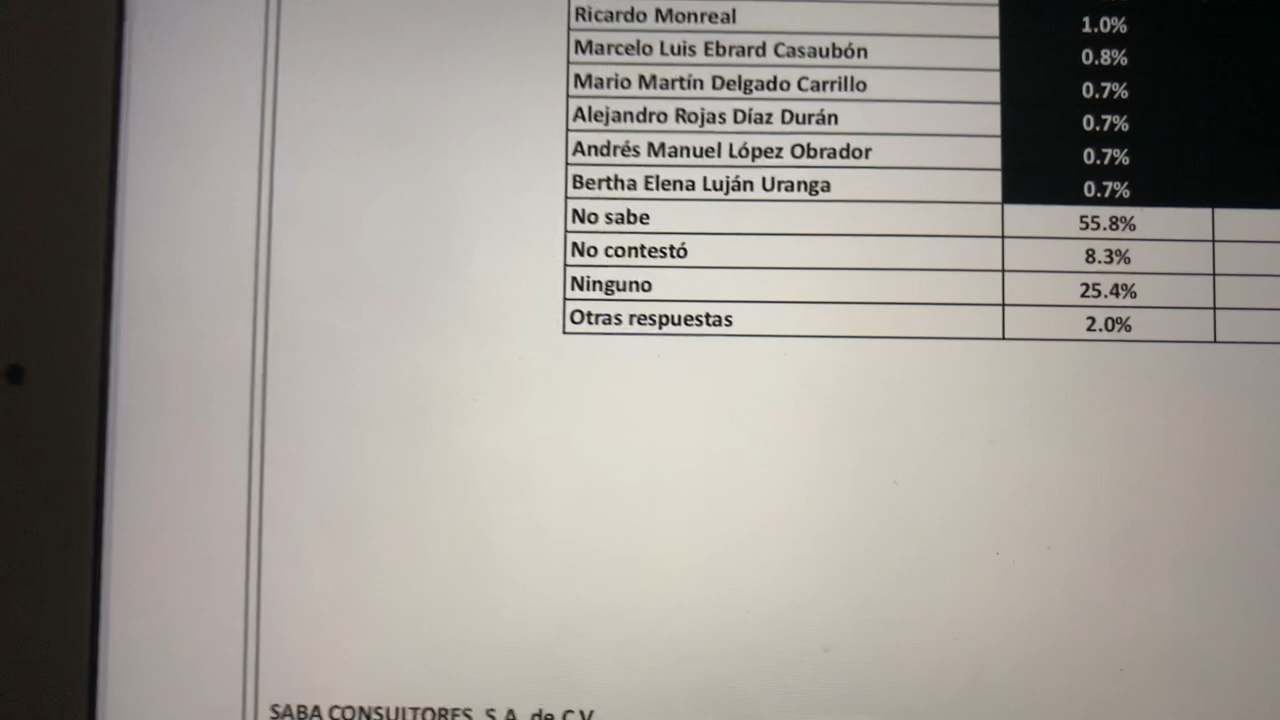 Ricardo Monreal 1.0%
Marcelo Luis Ebrard Casaubón 0.8%
Mario Martín Delgado Carrillo 0.7%
Alejandro Rojas Díaz Durán 0.7%
Andrés Manuel López Obrador 0.7%
Bertha Elena Luján Uranga 0.7%
No sabe 55.8%
No contestó 8.3%
Ninguno 25.4%
Otras respuestas 2.0%
SABA CONSULTORES, S.A. de C.V.